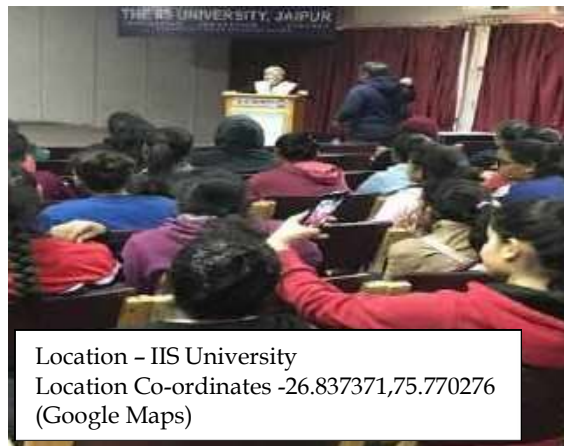 THE IIS UNIVERSITY, JAIPUR
Location – IIS University
Location Co-ordinates -26.837371,75.770276
(Google Maps)